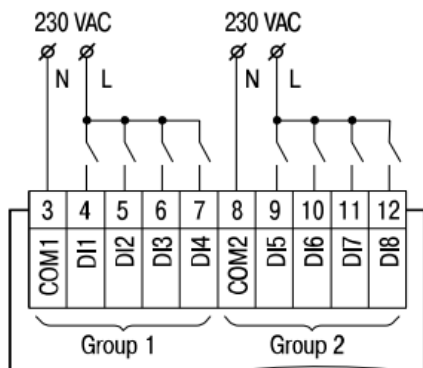 230 VAC 230 VAC
N L N L
3 4 5 6 7 8 9 10 11 12
COM1 DI1 DI2 DI3 DI4 COM2 DI5 DI6 DI7 DI8
Group 1 Group 2